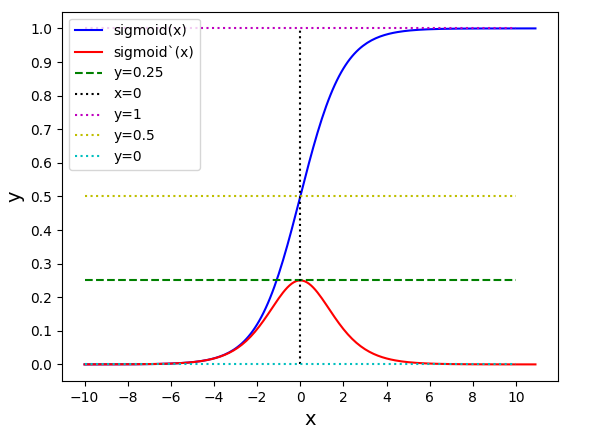 1.0
0.9
0.8
0.7
0.6
0.5
0.4
0.3
0.2
0.1
0.0
y
sigmoid(x)
sigmoid`(x)
y=0.25
x=0
y=1
y=0.5
y=0
−10 −8 −6 −4 −2 0 2 4 6 8 10
x